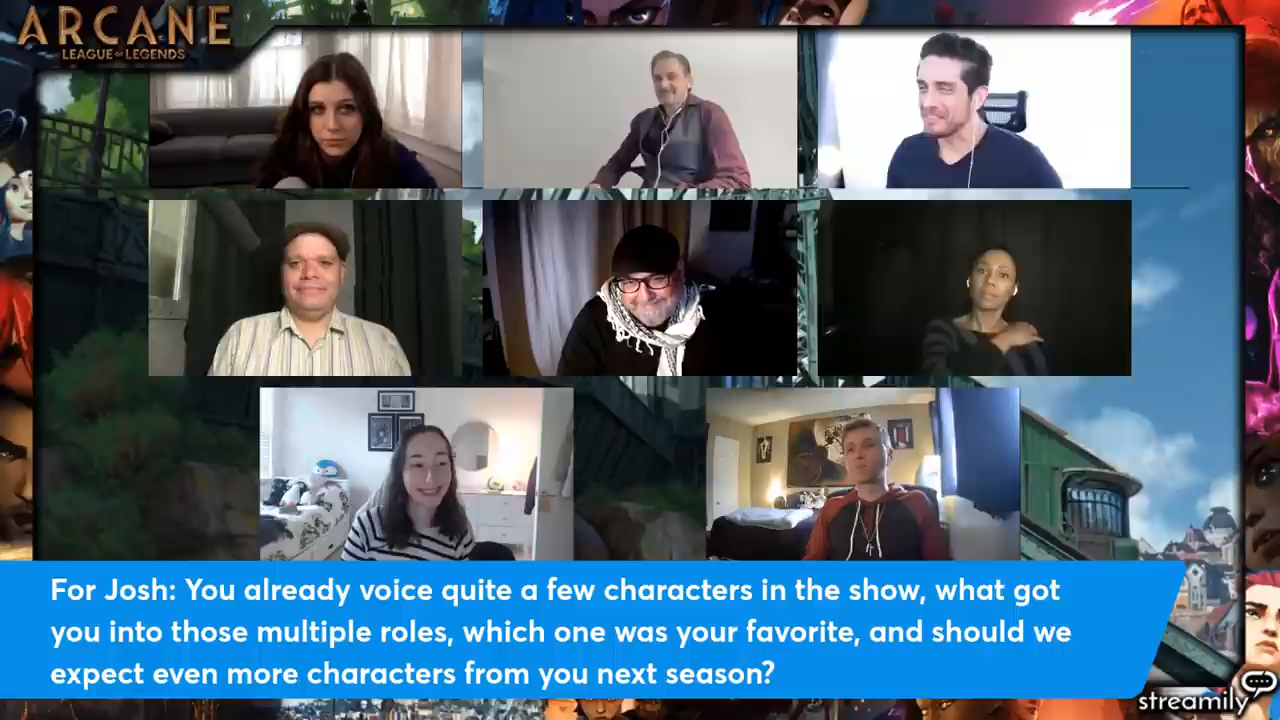 ARCANE
LEAGUE OF LEGENDS
For Josh: You already voice quite a few characters in the show, what got
you into those multiple roles, which one was your favorite, and should we
expect even more characters from you next season?
streamily